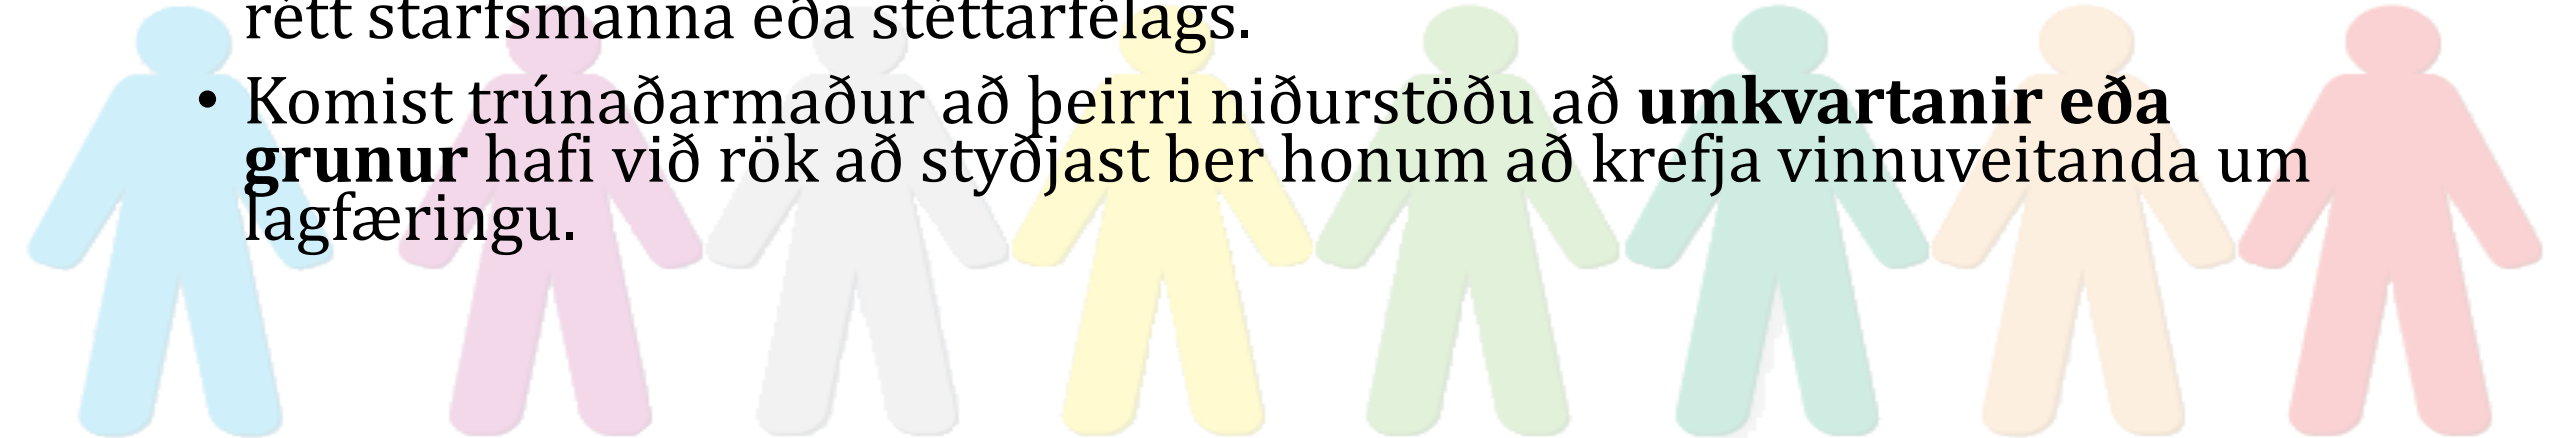 rétt starfsmanna eða stéttarfélags.
• Komist trúnaðarmaður að þeirri niðurstöðu að umkvartanir eða
grunur hafi við rök að styðjast ber honum að krefja vinnuveitanda um
lagfæringu.